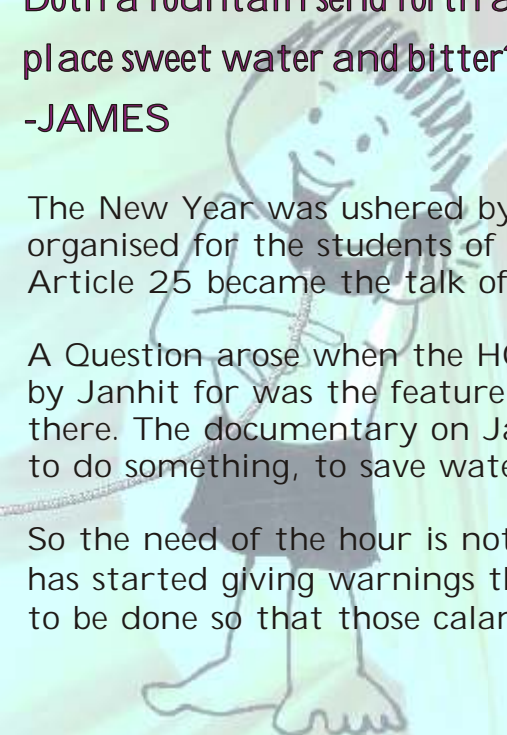 place sweet water and bitter
-JAMES
The New Year was ushered by
organised for the students of
Article 25 became the talk of
A Question arose when the
by Janhit for was the feature
there. The documentary on
to do something, to save
So the need of the hour is not
has started giving warnings
to be done so that those